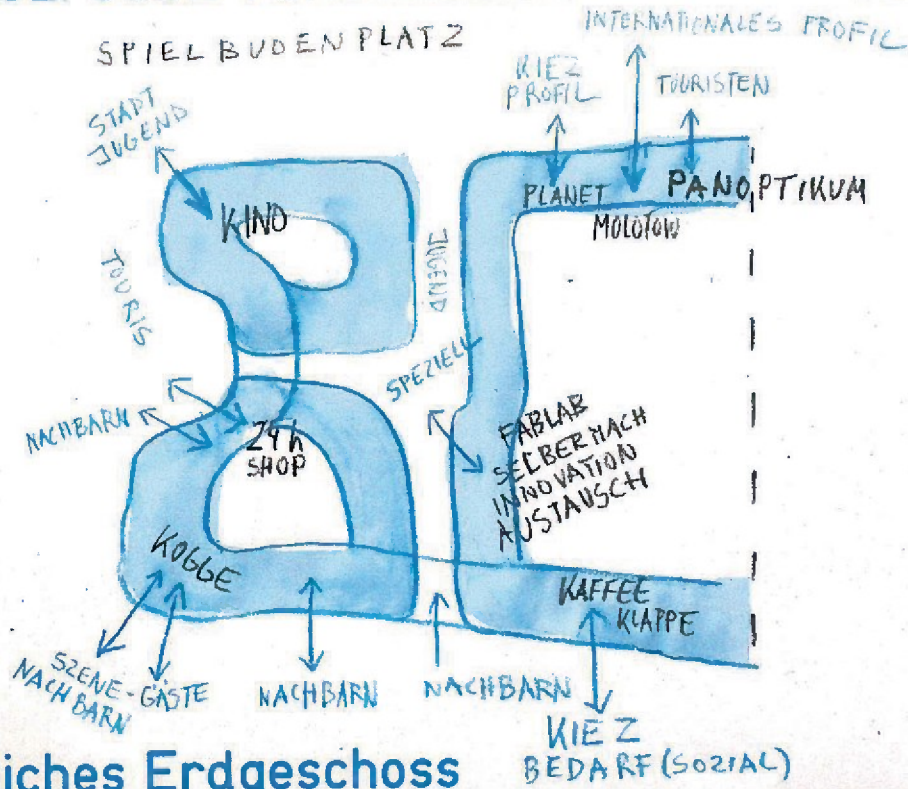 SPIELBUDENPLATZ
INTERNATIONALES PROFIL
KIEZ
PROFIL
TOURISTEN
STADT
JUGEND
KINO
PLANET
PANOPTIKUM
MOLOTOW
TOURIS
JUGEND
SPEZIELL
NACHBARN
24h
SHOP
FABLAB
SELBERMACH
INNOVATION
AUSTAUSCH
KOGGE
KAFFEE
KLAPPE
SZENE-GÄSTE
NACHBARN
NACHBARN
NACHBARN
KIEZ
BEDARF (SOZIAL)
iches Erdgeschoss